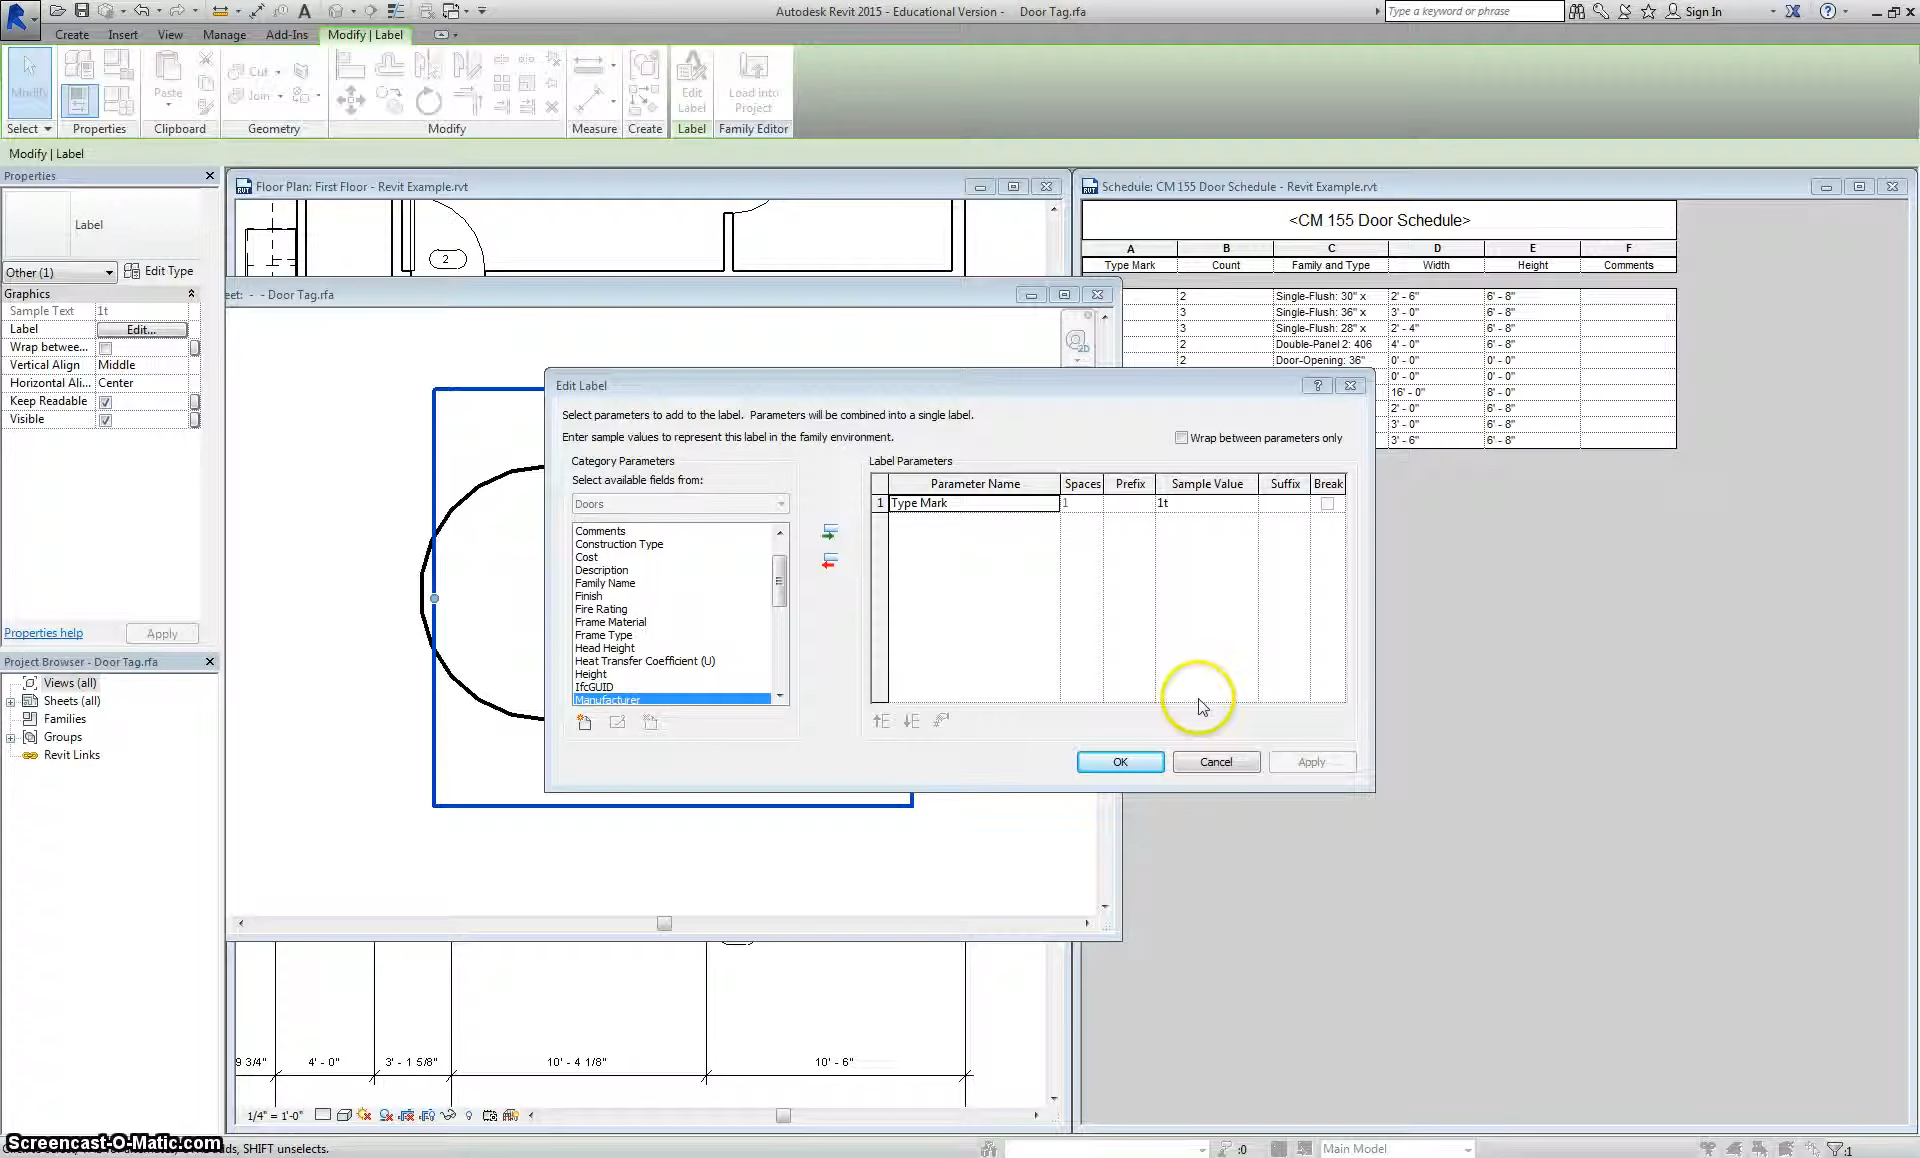 Autodesk Revit 2015 - Educational Version - Door Tag.rfa
Type a keyword or phrase
Sign In
Create Insert View Manage Add-Ins Modify | Label
Modify
Paste
Cut
Join
Edit Label
Load into Project
Select Properties Clipboard Geometry Modify Measure Create Label Family Editor
Modify | Label
Properties
Label
Other (1)
Edit Type
Graphics
Sample Text 1t
Label Edit...
Wrap betwee...
Vertical Align Middle
Horizontal Ali... Center
Keep Readable
Visible
Properties help
Apply
Project Browser - Door Tag.rfa
Views (all)
Sheets (all)
Families
Groups
Revit Links
Floor Plan: First Floor - Revit Example.rvt
2
eet: - - Door Tag.rfa
2D
Schedule: CM 155 Door Schedule - Revit Example.rvt
<CM 155 Door Schedule>
A B C D E F
Type Mark Count Family and Type Width Height Comments
2 Single-Flush: 30" x 2' - 6" 6' - 8"
3 Single-Flush: 36" x 3' - 0" 6' - 8"
3 Single-Flush: 28" x 2' - 4" 6' - 8"
2 Double-Panel 2: 406 4' - 0" 6' - 8"
2 Door-Opening: 36" 0' - 0" 0' - 0"
0' - 0" 0' - 0"
16' - 0" 8' - 0"
2' - 0" 6' - 8"
3' - 0" 6' - 8"
3' - 6" 6' - 8"
Edit Label
Select parameters to add to the label. Parameters will be combined into a single label.
Enter sample values to represent this label in the family environment.
Wrap between parameters only
Category Parameters
Select available fields from:
Doors
Comments
Construction Type
Cost
Description
Family Name
Finish
Fire Rating
Frame Material
Frame Type
Head Height
Heat Transfer Coefficient (U)
Height
IfcGUID
Manufacturer
Label Parameters
Parameter Name Spaces Prefix Sample Value Suffix Break
1 Type Mark 1 1t
OK Cancel Apply
9 3/4" 4' - 0" 3' - 1 5/8" 10' - 4 1/8" 10' - 6"
1/4" = 1'-0"
Screencast-O-Matic.com
SHIFT unselects.
:0
Main Model
:1